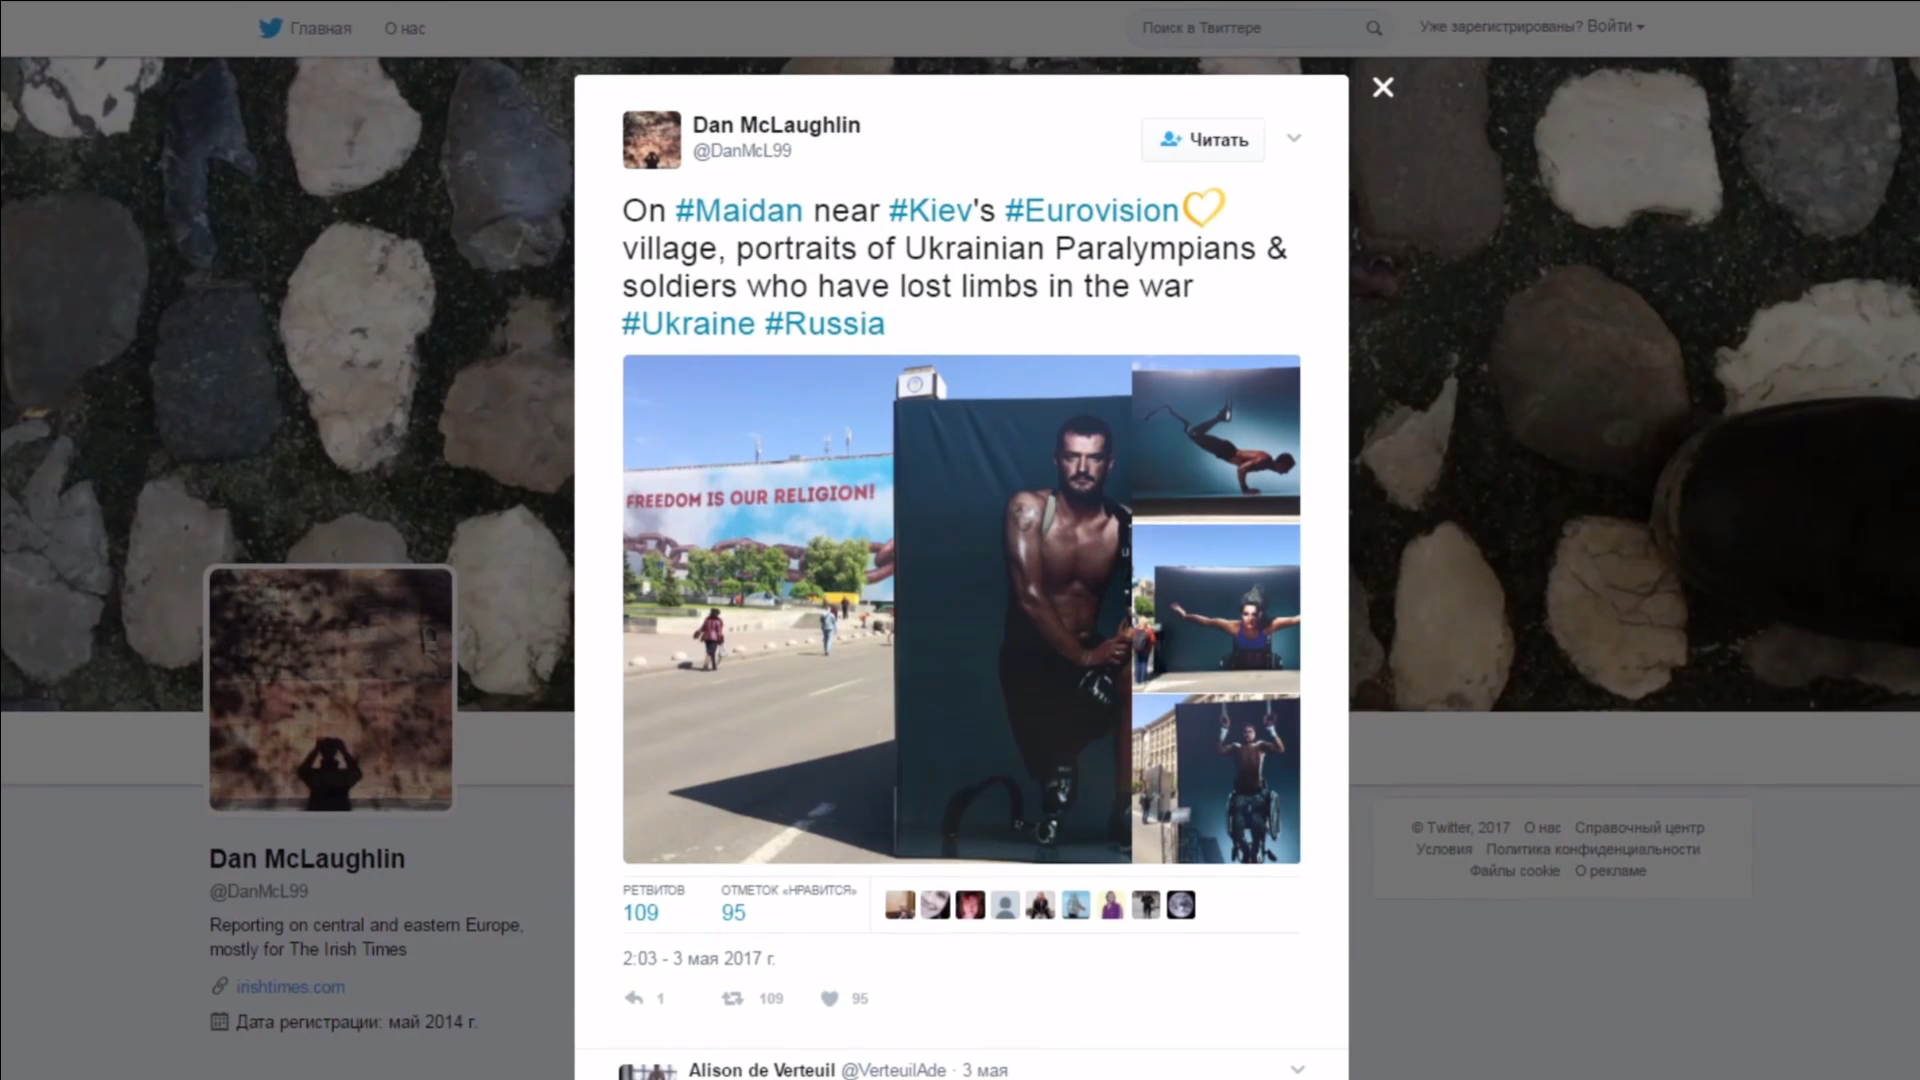 Главная О нас
Поиск в Твиттере
Уже зарегистрированы? Войти
Dan McLaughlin
@DanMcL99
Читать
On #Maidan near #Kiev's #Eurovision
village, portraits of Ukrainian Paralympians &
soldiers who have lost limbs in the war
#Ukraine #Russia
FREEDOM IS OUR RELIGION!
РЕТВИТОВ
109
ОТМЕТОК «НРАВИТСЯ»
95
2:03 - 3 мая 2017 г.
1 109 95
Alison de Verteuil @VerteuilAde · 3 мая
Dan McLaughlin
@DanMcL99
Reporting on central and eastern Europe,
mostly for The Irish Times
irishtimes.com
Дата регистрации: май 2014 г.
© Twitter, 2017 О нас Справочный центр
Условия Политика конфиденциальности
Файлы cookie О рекламе